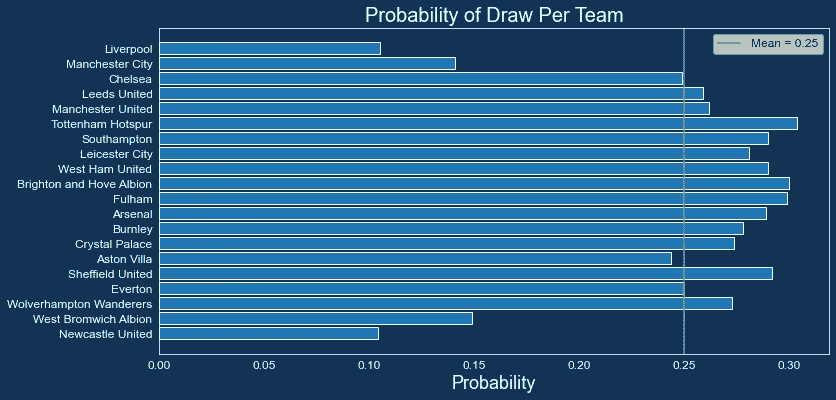 Probability of Draw Per Team
Mean = 0.25
Liverpool
Manchester City
Chelsea
Leeds United
Manchester United
Tottenham Hotspur
Southampton
Leicester City
West Ham United
Brighton and Hove Albion
Fulham
Arsenal
Burnley
Crystal Palace
Aston Villa
Sheffield United
Everton
Wolverhampton Wanderers
West Bromwich Albion
Newcastle United
0.00 0.05 0.10 0.15 0.20 0.25 0.30
Probability